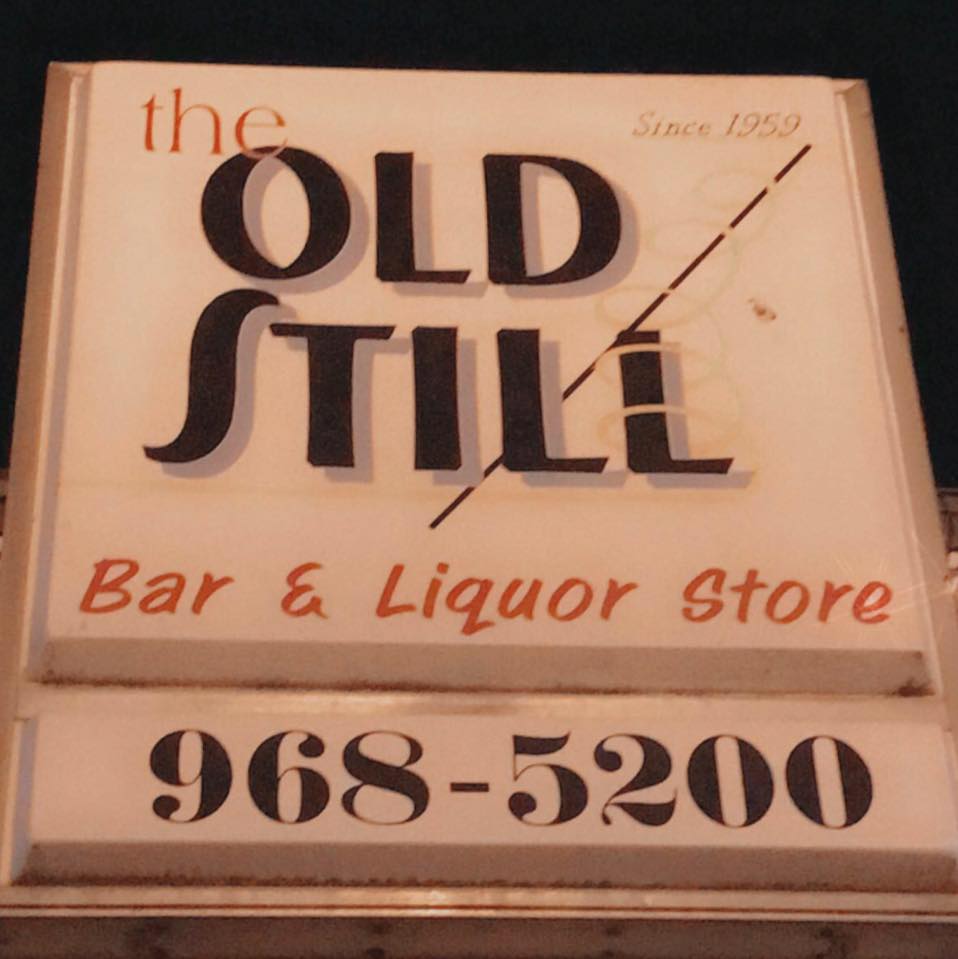 the
Since 1959
OLD
STILL
Bar & Liquor Store
968-5200